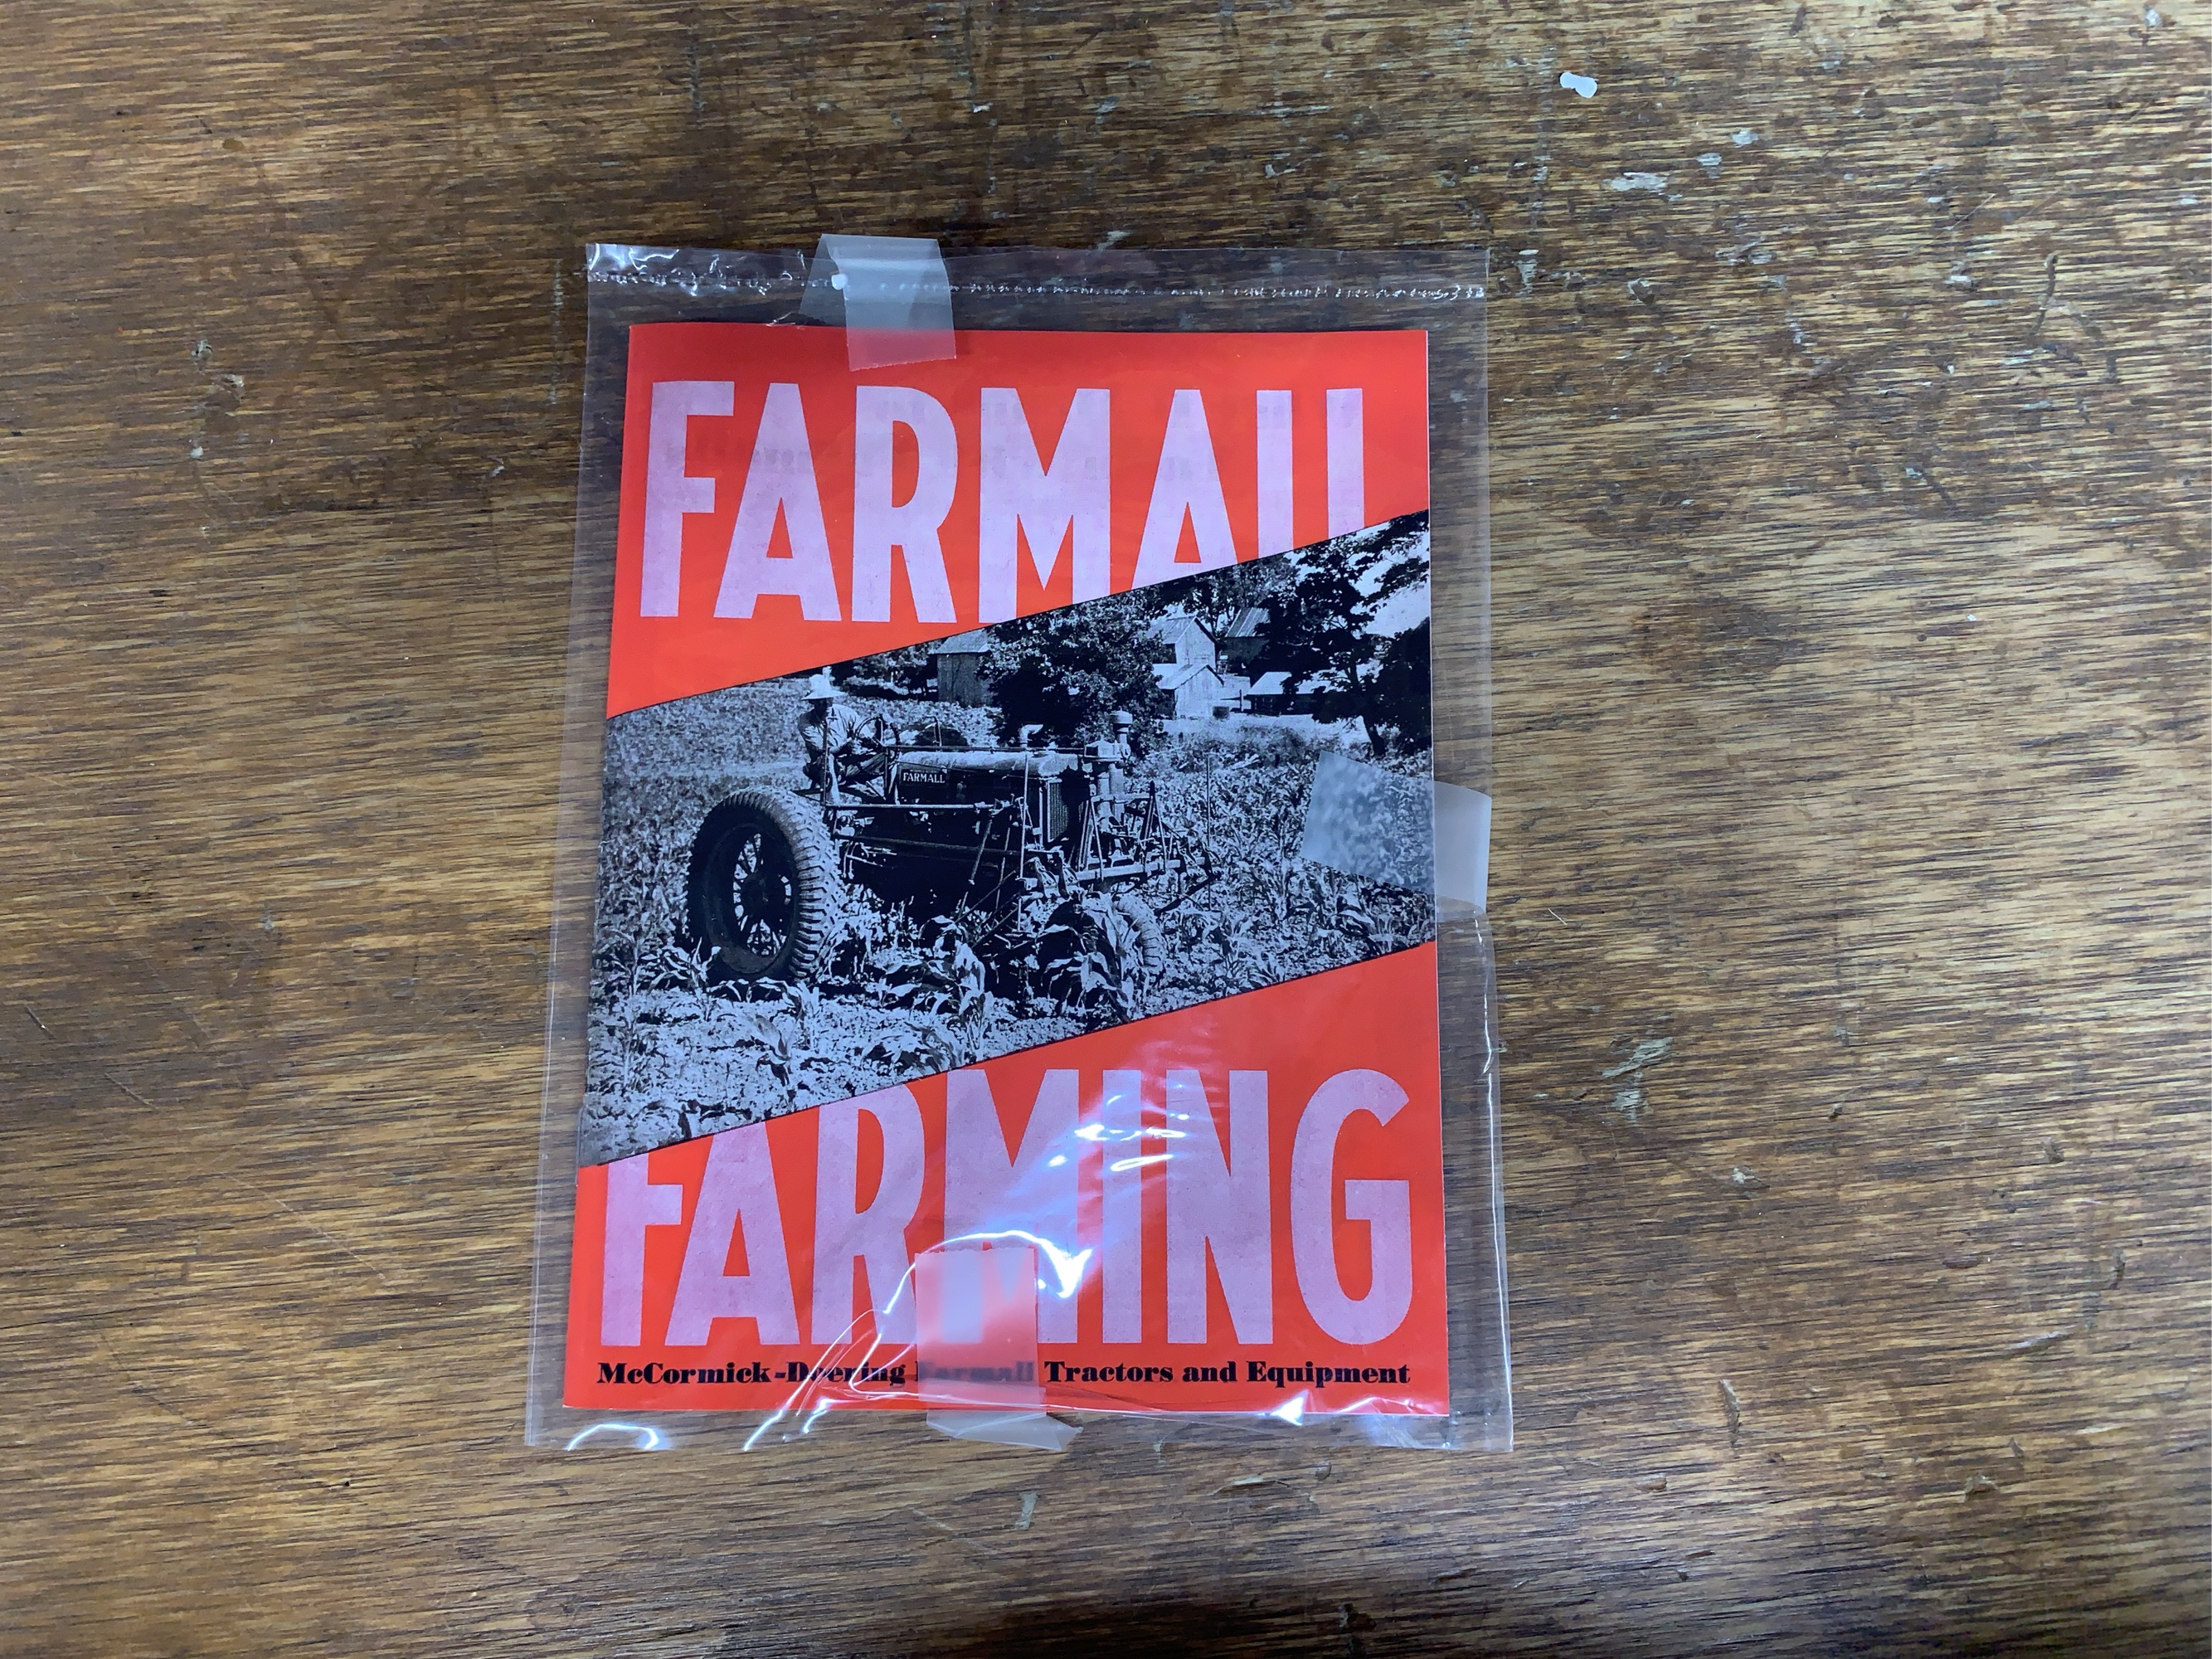 FARMALL
FARMALL
FARMING
McCormick-Deering Farmall Tractors and Equipment